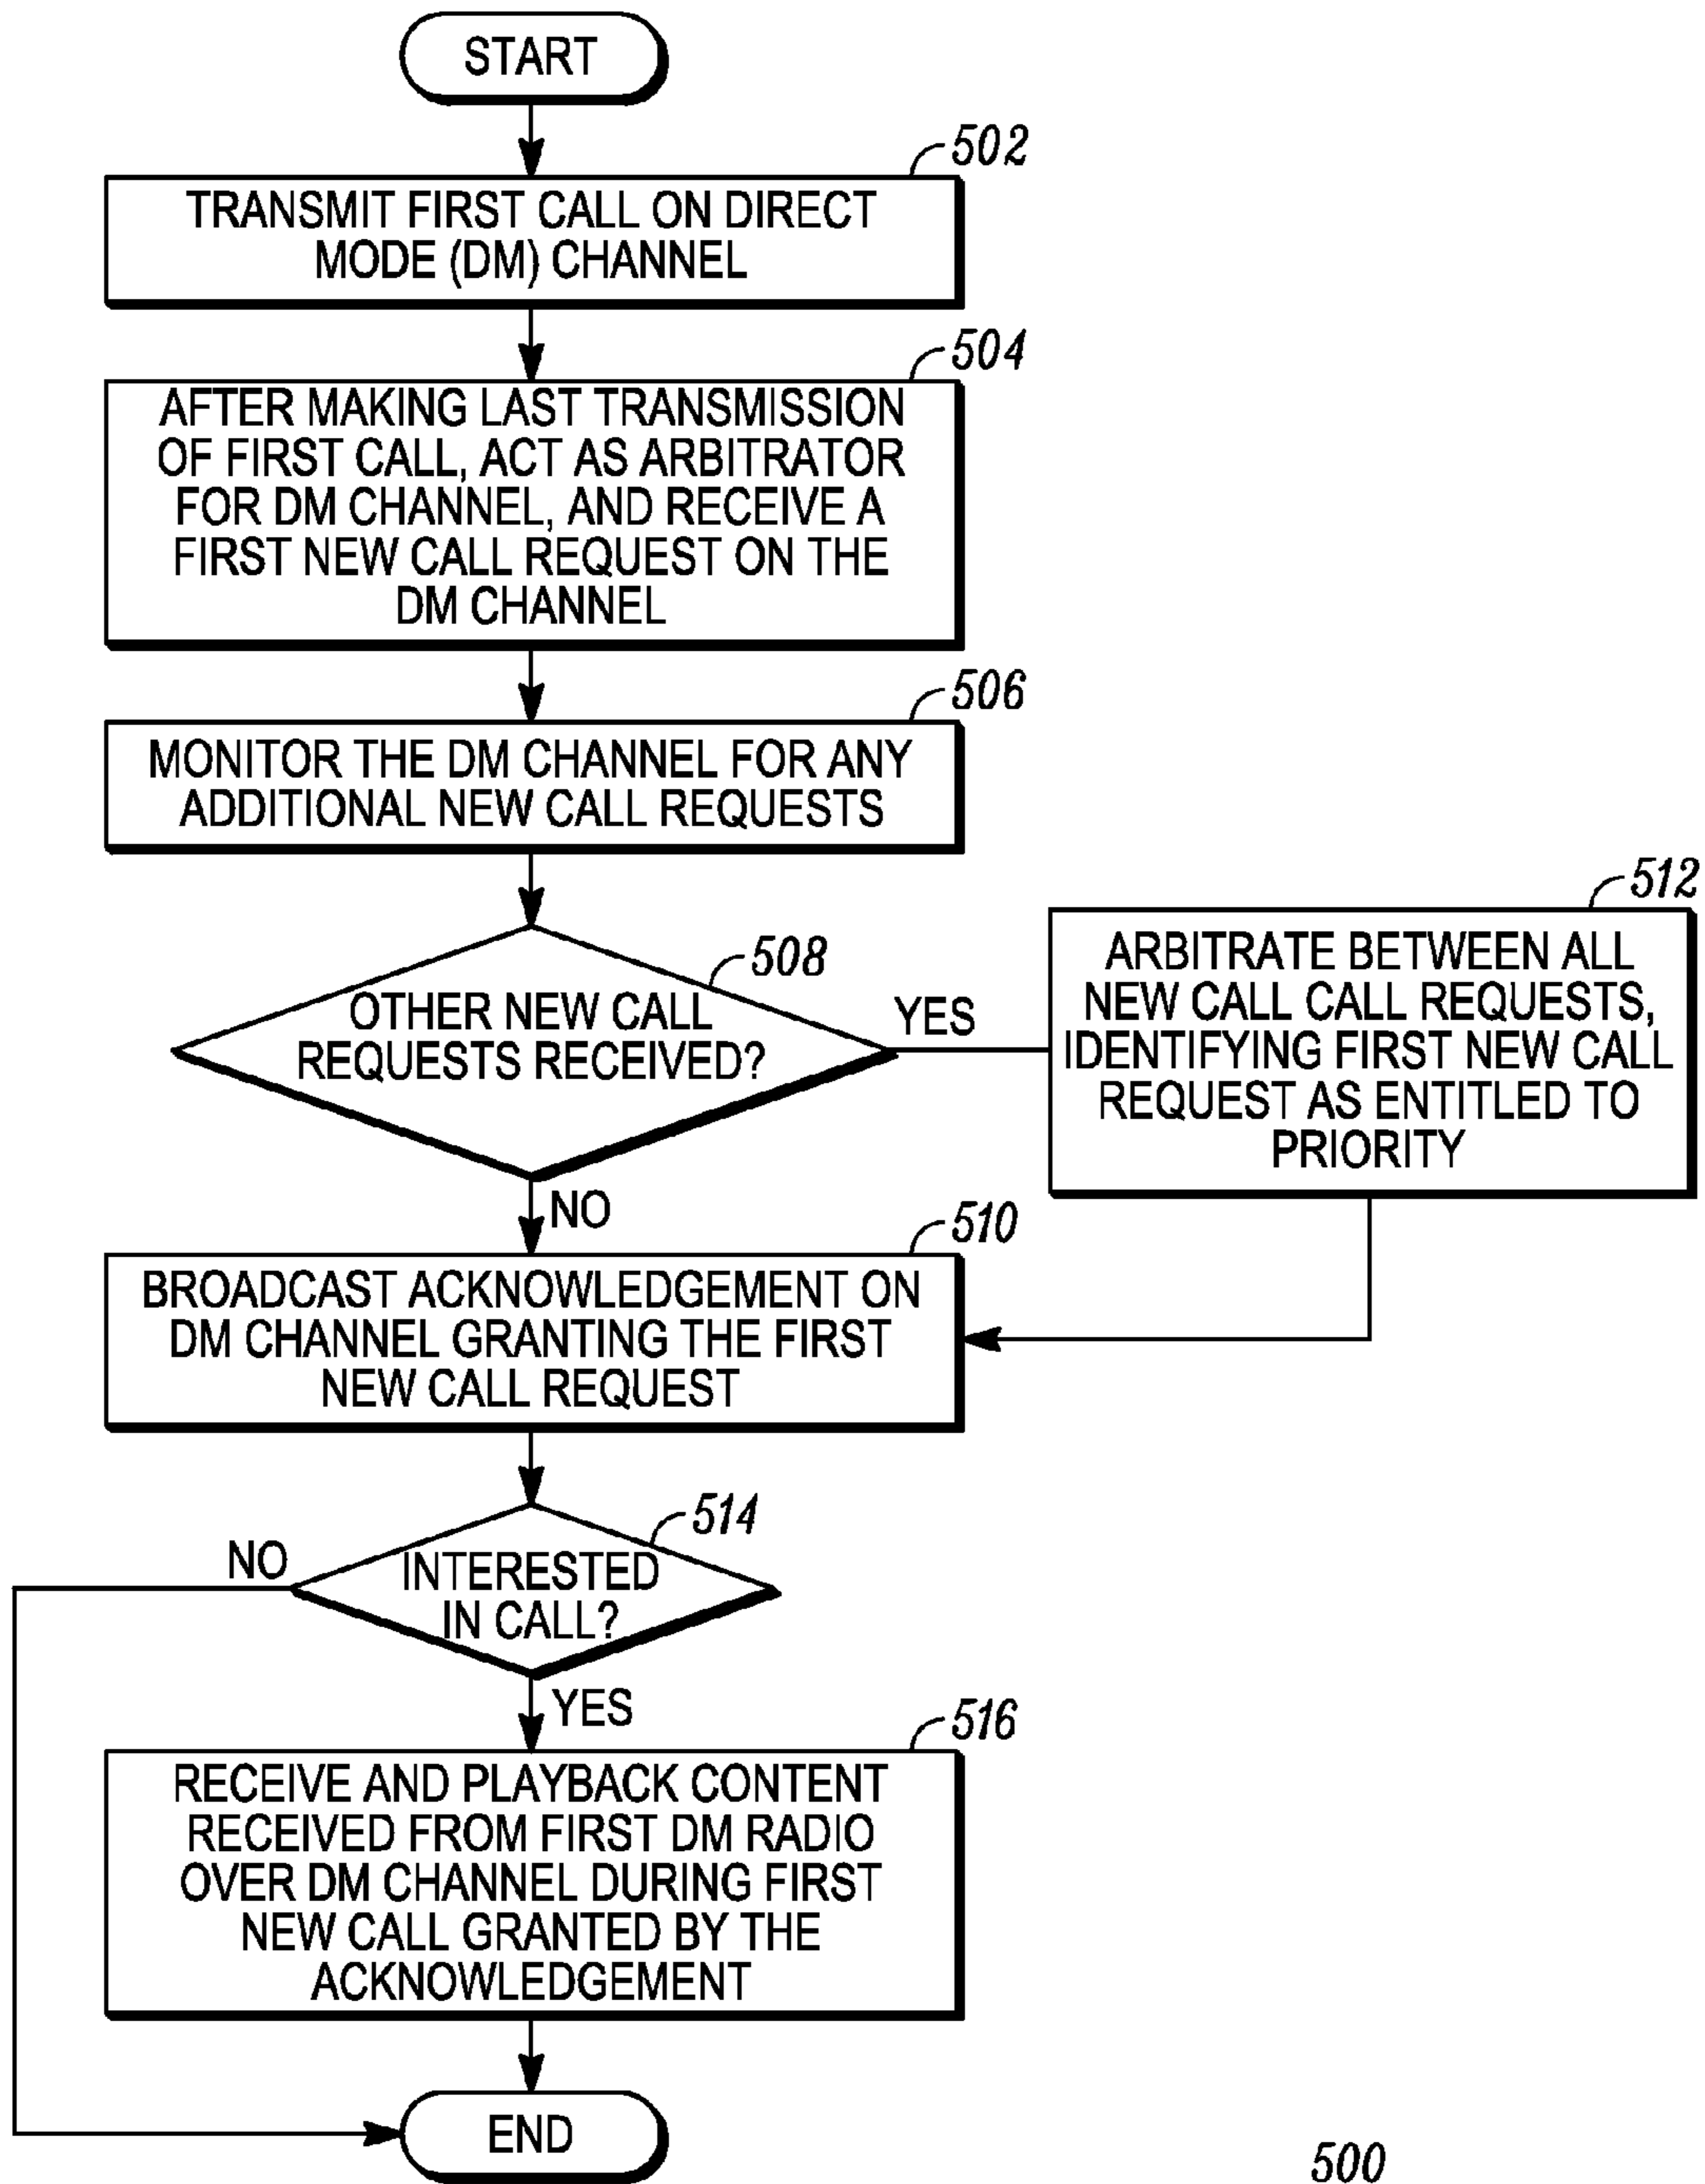 START
502
TRANSMIT FIRST CALL ON DIRECT
MODE (DM) CHANNEL
504
AFTER MAKING LAST TRANSMISSION
OF FIRST CALL, ACT AS ARBITRATOR
FOR DM CHANNEL, AND RECEIVE A
FIRST NEW CALL REQUEST ON THE
DM CHANNEL
506
MONITOR THE DM CHANNEL FOR ANY
ADDITIONAL NEW CALL REQUESTS
508
OTHER NEW CALL
REQUESTS RECEIVED?
YES
512
ARBITRATE BETWEEN ALL
NEW CALL CALL REQUESTS,
IDENTIFYING FIRST NEW CALL
REQUEST AS ENTITLED TO
PRIORITY
NO
510
BROADCAST ACKNOWLEDGEMENT ON
DM CHANNEL GRANTING THE FIRST
NEW CALL REQUEST
514
INTERESTED
IN CALL?
NO
YES
516
RECEIVE AND PLAYBACK CONTENT
RECEIVED FROM FIRST DM RADIO
OVER DM CHANNEL DURING FIRST
NEW CALL GRANTED BY THE
ACKNOWLEDGEMENT
END
500